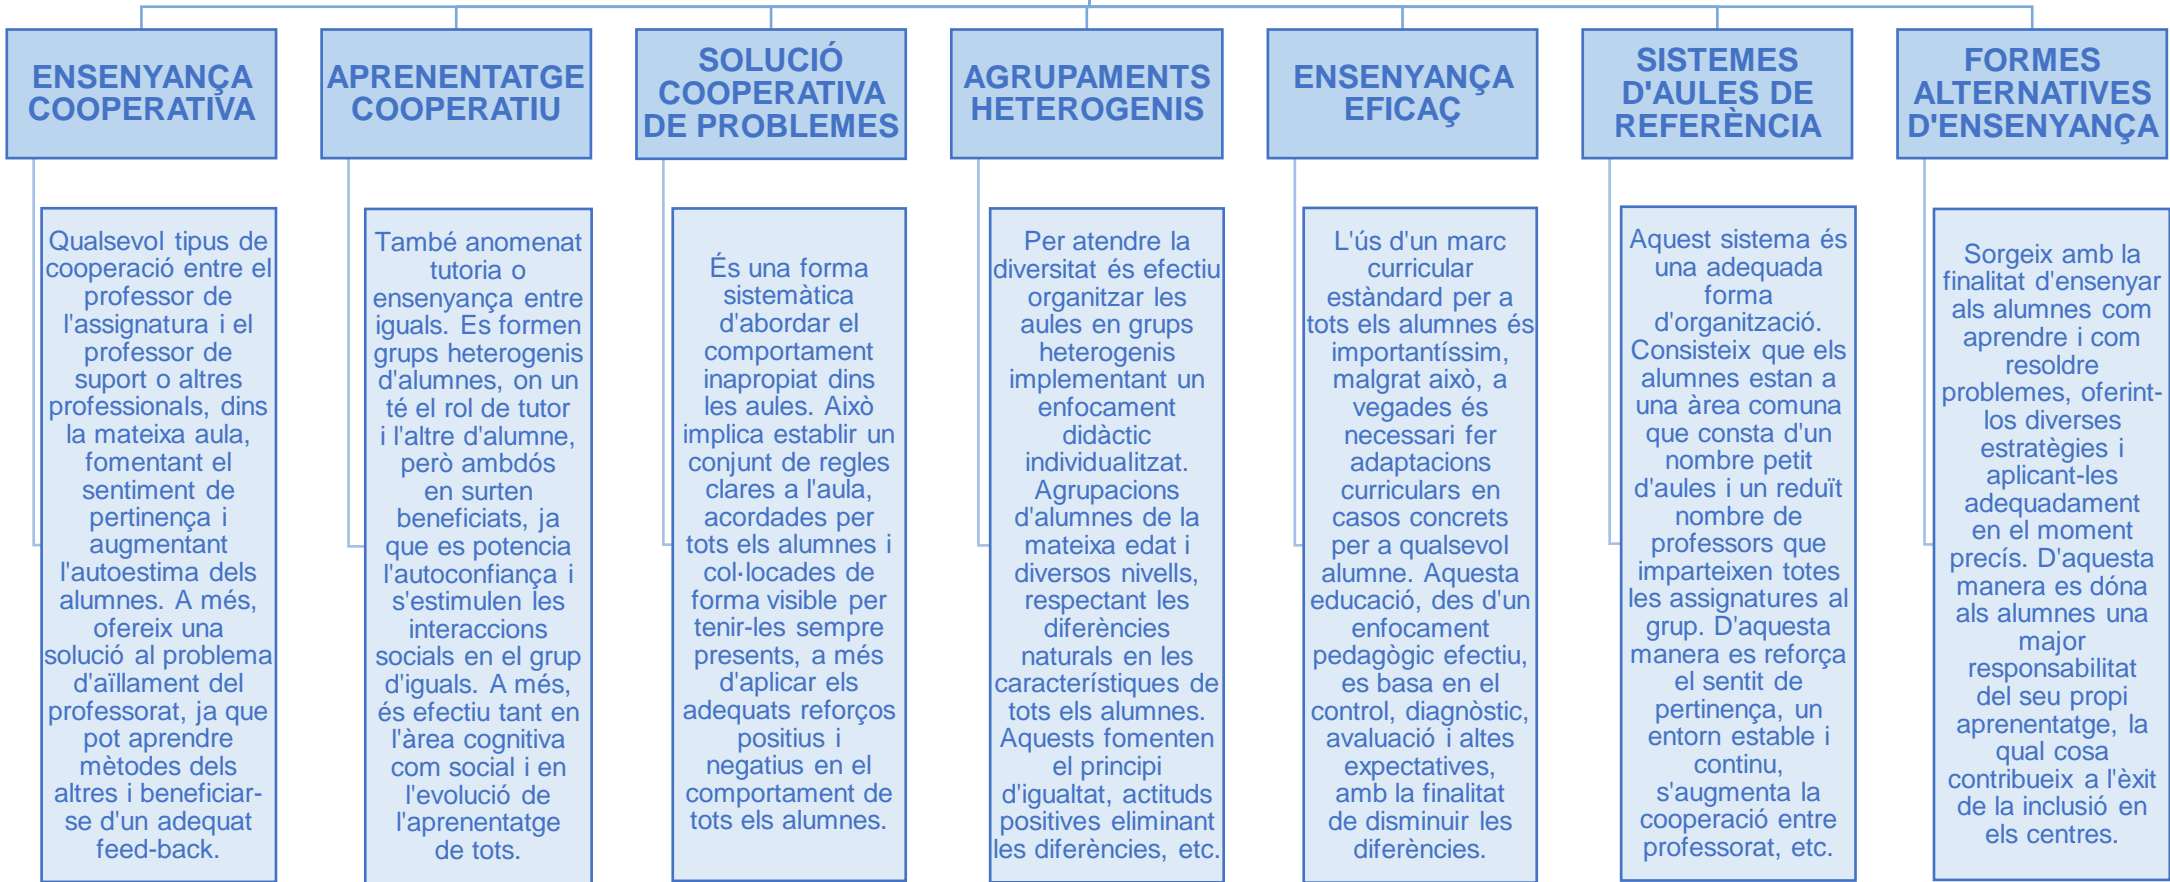 ENSENYANÇA
COOPERATIVA
Qualsevol tipus de
cooperació entre el
professor de
l'assignatura i el
professor de
suport o altres
professionals, dins
la mateixa aula,
fomentant el
sentiment de
pertinença i
augmentant
l'autoestima dels
alumnes. A més,
ofereix una
solució al problema
d'aïllament del
professorat, ja que
pot aprendre
mètodes dels
altres i beneficiar-
se d'un adequat
feed-back.
APRENENTATGE
COOPERATIU
També anomenat
tutoria o
ensenyança entre
iguals. Es formen
grups heterogenis
d'alumnes, on un
té el rol de tutor
i l'altre d'alumne,
però ambdós
en surten
beneficiats, ja
que es potencia
l'autoconfiança i
s'estimulen les
interaccions
socials en el grup
d'iguals. A més,
és efectiu tant en
l'àrea cognitiva
com social i en
l'evolució de
l'aprenentatge
de tots.
SOLUCIÓ
COOPERATIVA
DE PROBLEMES
És una forma
sistemàtica
d'abordar el
comportament
inapropiat dins
les aules. Això
implica establir un
conjunt de regles
clares a l'aula,
acordades per
tots els alumnes i
col·locades de
forma visible per
tenir-les sempre
presents, a més
d'aplicar els
adequats reforços
positius i
negatius en el
comportament de
tots els alumnes.
AGRUPAMENTS
HETEROGENIS
Per atendre la
diversitat és efectiu
organitzar les
aules en grups
heterogenis
implementant un
enfocament
didàctic
individualitzat.
Agrupacions
d'alumnes de la
mateixa edat i
diversos nivells,
respectant les
diferències
naturals en les
característiques de
tots els alumnes.
Aquests fomenten
el principi
d'igualtat, actituds
positives eliminant
les diferències, etc.
ENSENYANÇA
EFICAÇ
L'ús d'un marc
curricular
estàndard per a
tots els alumnes és
importantíssim,
malgrat això, a
vegades és
necessari fer
adaptacions
curriculars en
casos concrets
per a qualsevol
alumne. Aquesta
educació, des d'un
enfocament
pedagògic efectiu,
es basa en el
control, diagnòstic,
avaluació i altes
expectatives,
amb la finalitat
de disminuir les
diferències.
SISTEMES
D'AULES DE
REFERÈNCIA
Aquest sistema és
una adequada
forma
d'organització.
Consisteix que els
alumnes estan a
una àrea comuna
que consta d'un
nombre petit
d'aules i un reduït
nombre de
professors que
imparteixen totes
les assignatures al
grup. D'aquesta
manera es reforça
el sentit de
pertinença, un
entorn estable i
continu,
s'augmenta la
cooperació entre
professorat, etc.
FORMES
ALTERNATIVES
D'ENSENYANÇA
Sorgeix amb la
finalitat d'ensenyar
als alumnes com
aprendre i com
resoldre
problemes, oferint-
los diverses
estratègies i
aplicant-les
adequadament
en el moment
precís. D'aquesta
manera es dóna
als alumnes una
major
responsabilitat
del seu propi
aprenentatge, la
qual cosa
contribueix a l'èxit
de la inclusió en
els centres.